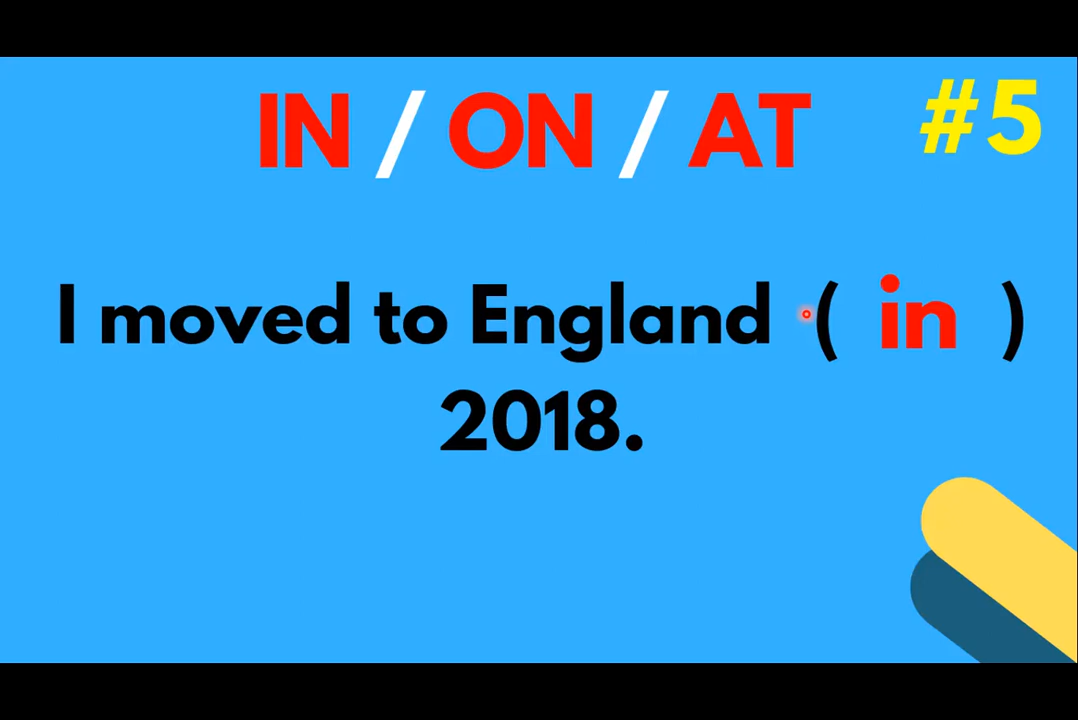 IN / ON / AT
#5
I moved to England ( in )
2018.